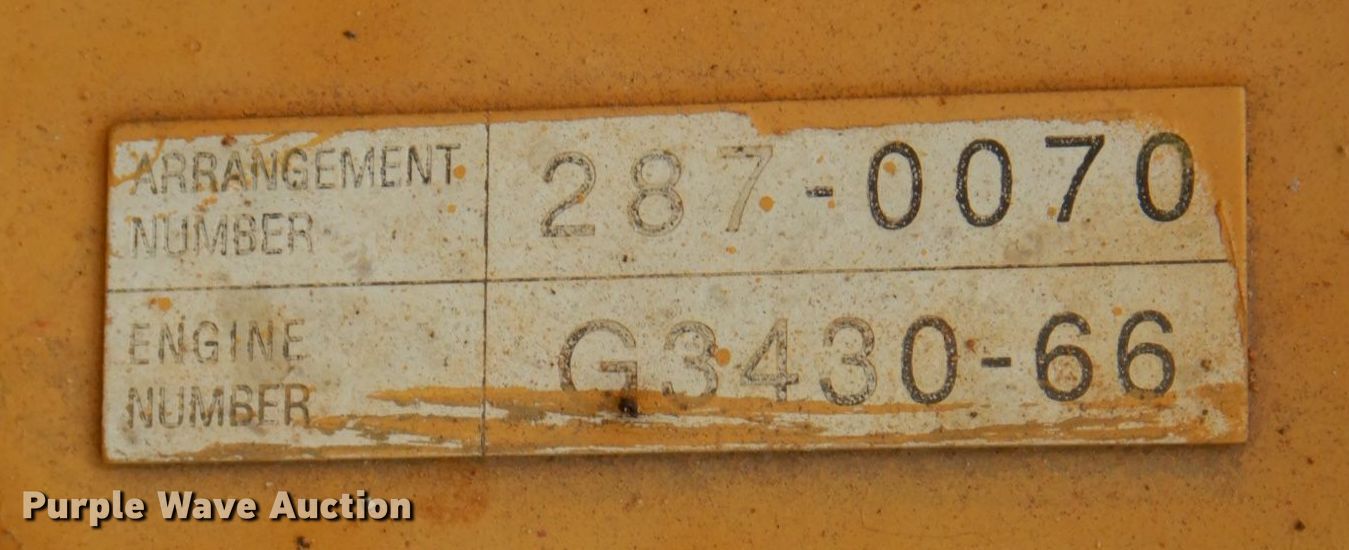 ARRANGEMENT
NUMBER
287-0070
ENGINE
NUMBER
G3430-66
Purple Wave Auction